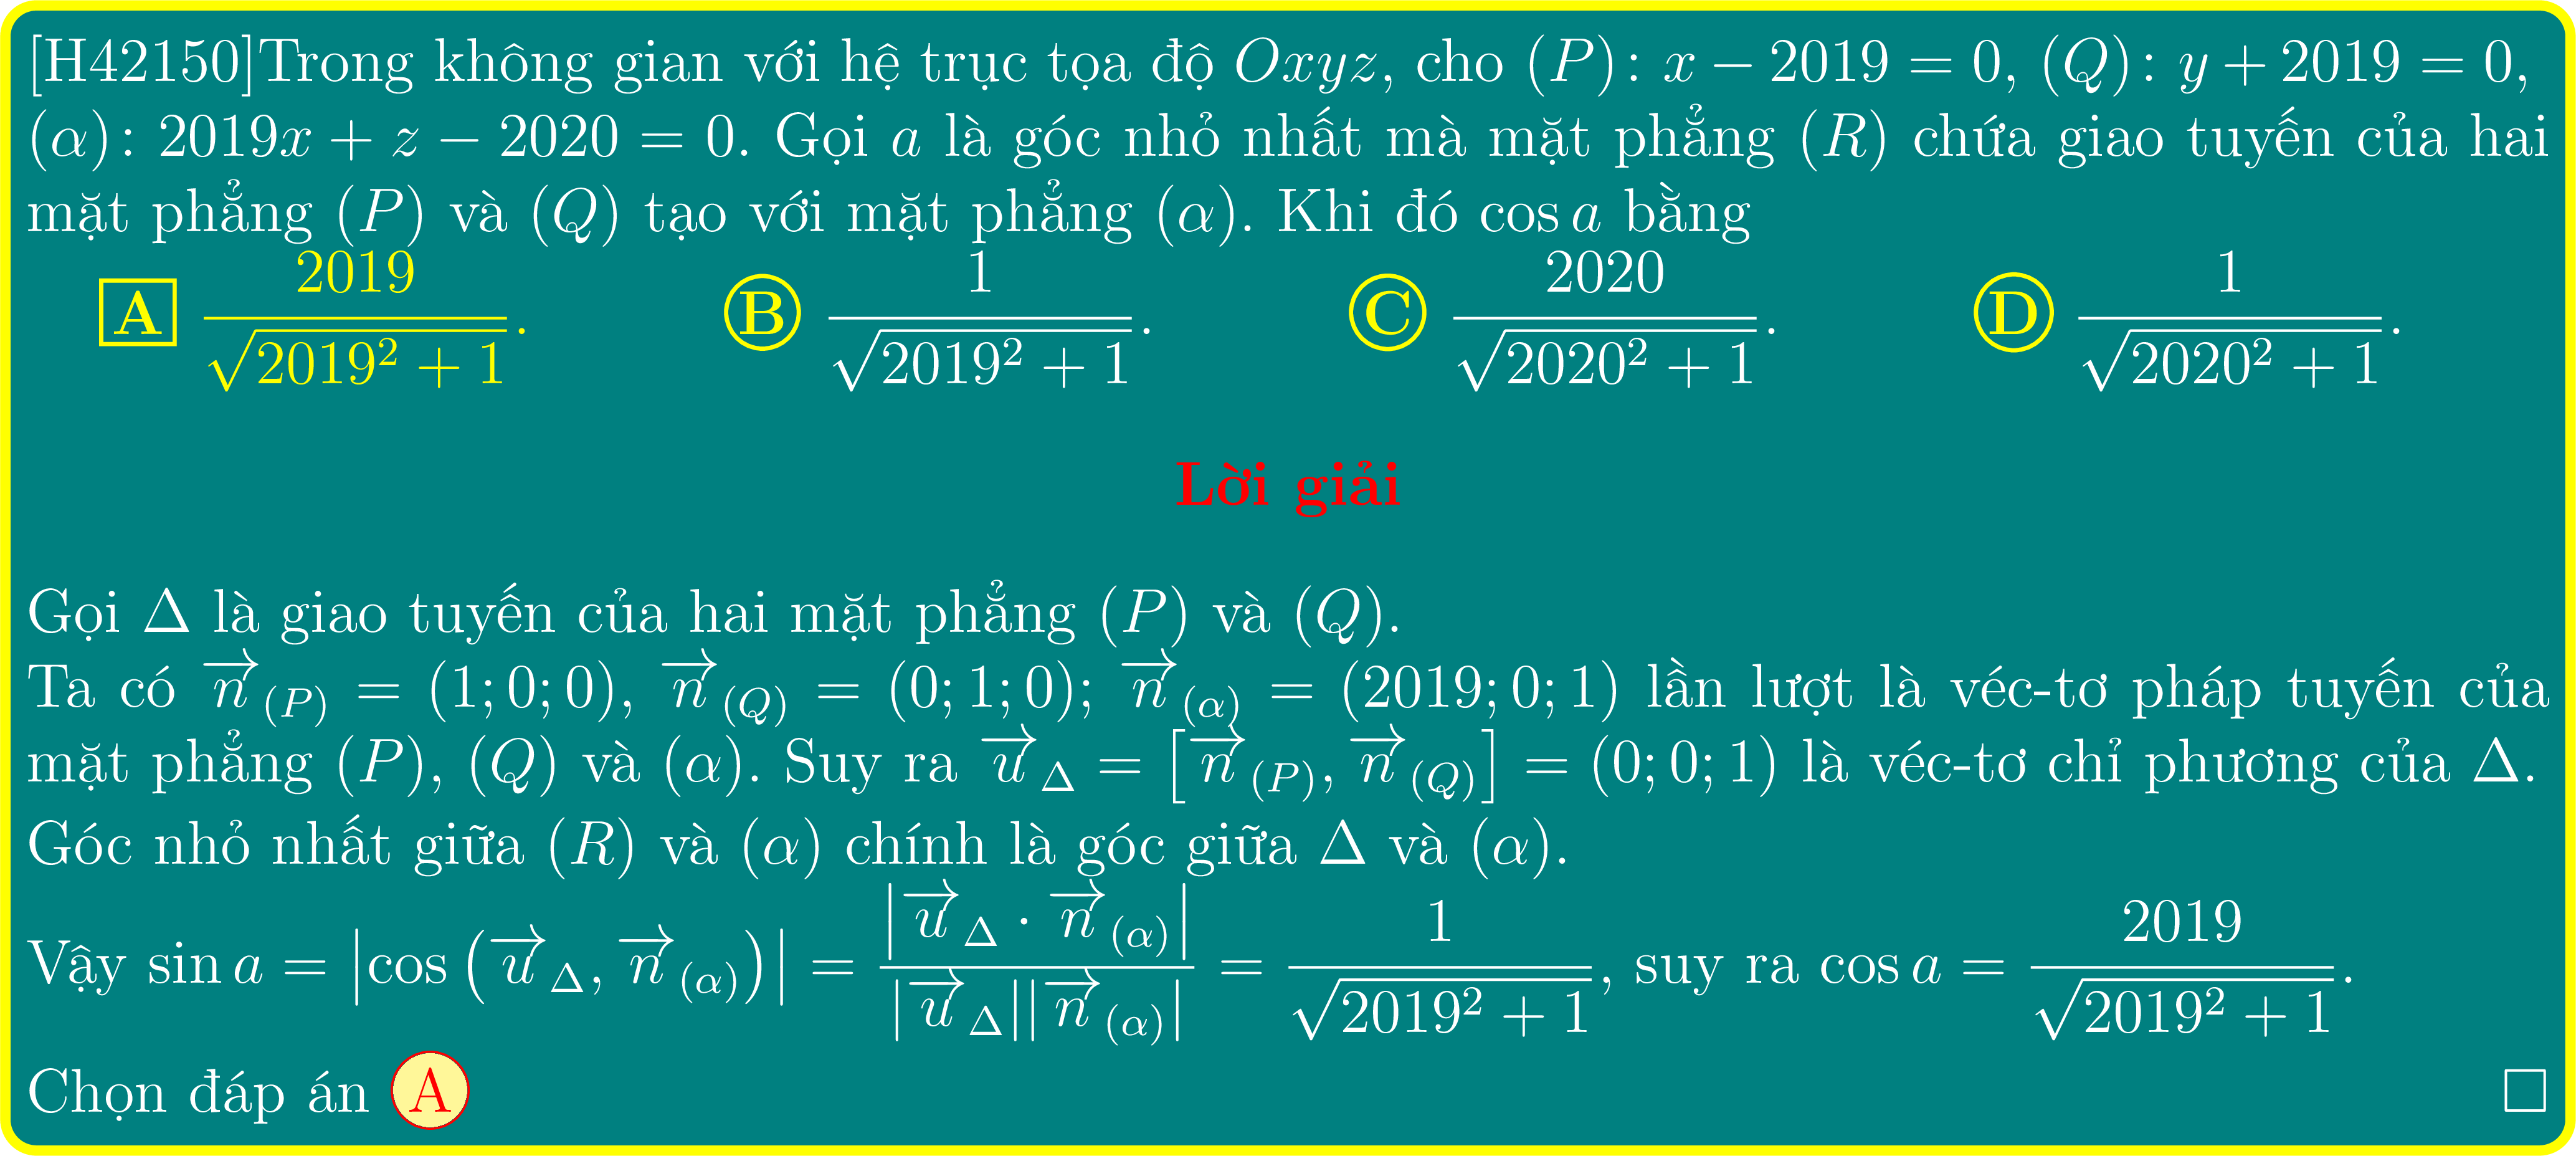 [H42150]Trong không gian với hệ trục tọa độ $Oxyz$, cho $(P)\colon x - 2019 = 0$, $(Q)\colon y + 2019 = 0$,
$(\alpha)\colon 2019x + z - 2020 = 0$. Gọi $a$ là góc nhỏ nhất mà mặt phẳng $(R)$ chứa giao tuyến của hai
mặt phẳng $(P)$ và $(Q)$ tạo với mặt phẳng $(\alpha)$. Khi đó $\cos a$ bằng
A $\dfrac{2019}{\sqrt{2019^2 + 1}}$. B $\dfrac{1}{\sqrt{2019^2 + 1}}$. C $\dfrac{2020}{\sqrt{2020^2 + 1}}$. D $\dfrac{1}{\sqrt{2020^2 + 1}}$.
Lời giải
Gọi $\Delta$ là giao tuyến của hai mặt phẳng $(P)$ và $(Q)$.
Ta có $\overrightarrow{n}_{(P)} = (1; 0; 0)$, $\overrightarrow{n}_{(Q)} = (0; 1; 0)$; $\overrightarrow{n}_{(\alpha)} = (2019; 0; 1)$ lần lượt là véc-tơ pháp tuyến của
mặt phẳng $(P)$, $(Q)$ và $(\alpha)$. Suy ra $\overrightarrow{u}_{\Delta} = \left[\overrightarrow{n}_{(P)}, \overrightarrow{n}_{(Q)}\right] = (0; 0; 1)$ là véc-tơ chỉ phương của $\Delta$.
Góc nhỏ nhất giữa $(R)$ và $(\alpha)$ chính là góc giữa $\Delta$ và $(\alpha)$.
Vậy $\sin a = \left|\cos\left(\overrightarrow{u}_{\Delta}, \overrightarrow{n}_{(\alpha)}\right)\right| = \dfrac{\left|\overrightarrow{u}_{\Delta} \cdot \overrightarrow{n}_{(\alpha)}\right|}{|\overrightarrow{u}_{\Delta}||\overrightarrow{n}_{(\alpha)}|} = \dfrac{1}{\sqrt{2019^2 + 1}}$, suy ra $\cos a = \dfrac{2019}{\sqrt{2019^2 + 1}}$.
Chọn đáp án A □